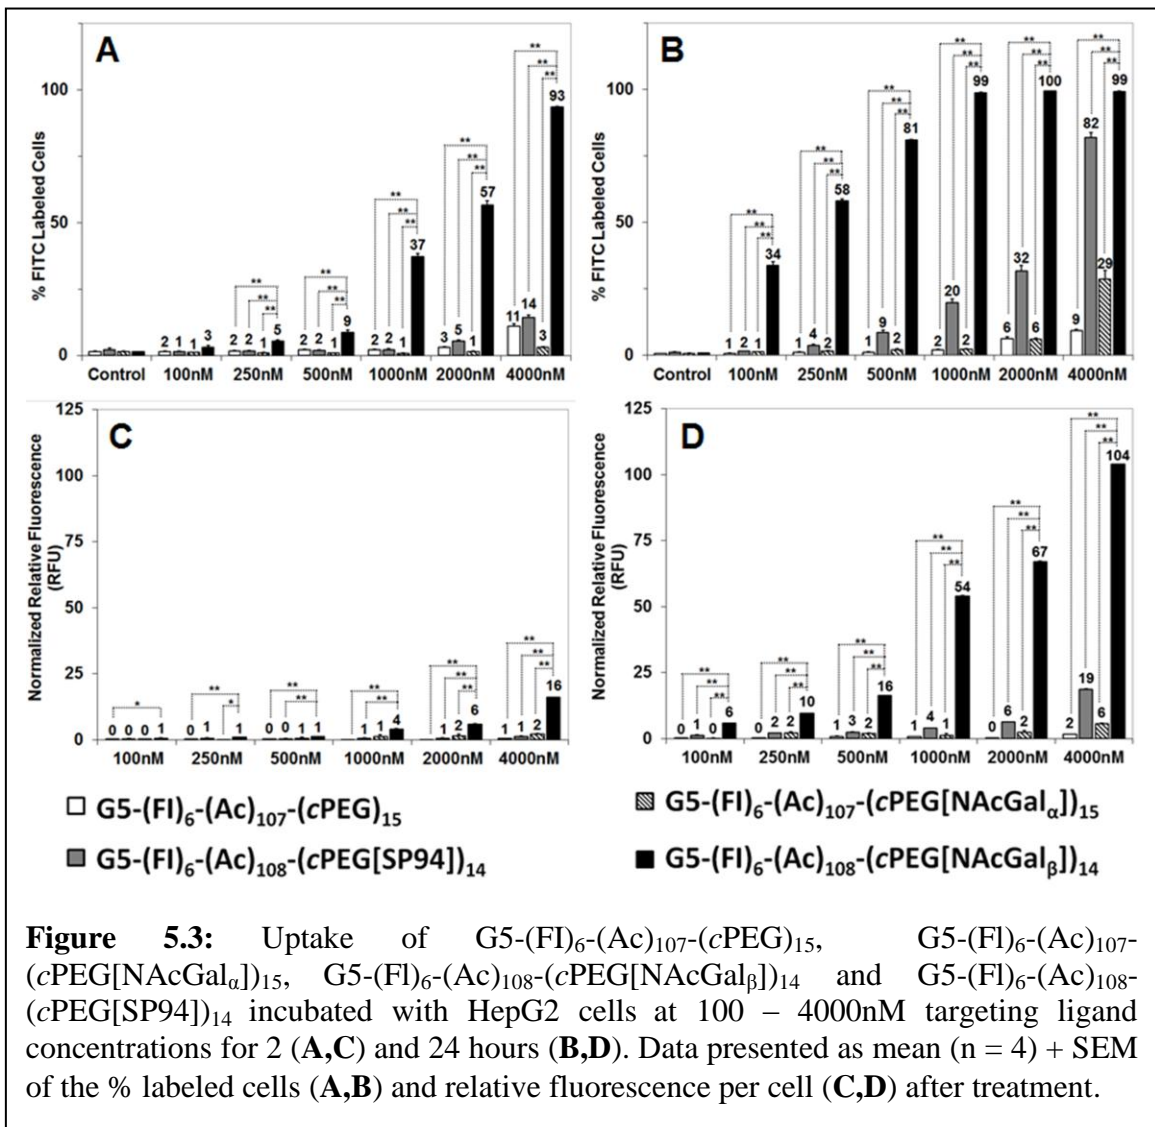 A
% FITC Labeled Cells
100
50
0
** ** **
** ** **
** ** **
** ** **
** ** **
2 1 1 3
2 2 1 5
2 2 1 9
2 2 1 37
3 5 1 57
11 14 3 93
Control 100nM 250nM 500nM 1000nM 2000nM 4000nM
B
% FITC Labeled Cells
100
50
0
** ** **
** ** **
** ** **
** ** **
** ** **
** ** **
1 2 1 34
1 4 2 58
1 9 2 81
2 20 2 99
6 32 6 100
9 82 29 99
Control 100nM 250nM 500nM 1000nM 2000nM 4000nM
C
Normalized Relative Fluorescence
(RFU)
125
100
75
50
25
0
*
** *
** **
** **
** ** **
** ** **
0 0 0 1
0 1 1
0 0 1 1
1 1 4
1 2 6
1 1 2 16
100nM 250nM 500nM 1000nM 2000nM 4000nM
D
Normalized Relative Fluorescence
(RFU)
125
100
75
50
25
0
** ** **
** ** **
** ** **
** ** **
** ** **
** ** **
0 1 0 6
0 2 2 10
1 3 2 16
1 4 1 54
0 6 2 67
2 19 6 104
100nM 250nM 500nM 1000nM 2000nM 4000nM
G5-(FI)6-(Ac)107-(cPEG)15
G5-(FI)6-(Ac)107-(cPEG[NAcGalα])15
G5-(FI)6-(Ac)108-(cPEG[SP94])14
G5-(FI)6-(Ac)108-(cPEG[NAcGalβ])14
Figure 5.3: Uptake of G5-(FI)6-(Ac)107-(cPEG)15, G5-(Fl)6-(Ac)107-
(cPEG[NAcGalα])15, G5-(Fl)6-(Ac)108-(cPEG[NAcGalβ])14 and G5-(Fl)6-(Ac)108-
(cPEG[SP94])14 incubated with HepG2 cells at 100 – 4000nM targeting ligand
concentrations for 2 (A,C) and 24 hours (B,D). Data presented as mean (n = 4) + SEM
of the % labeled cells (A,B) and relative fluorescence per cell (C,D) after treatment.